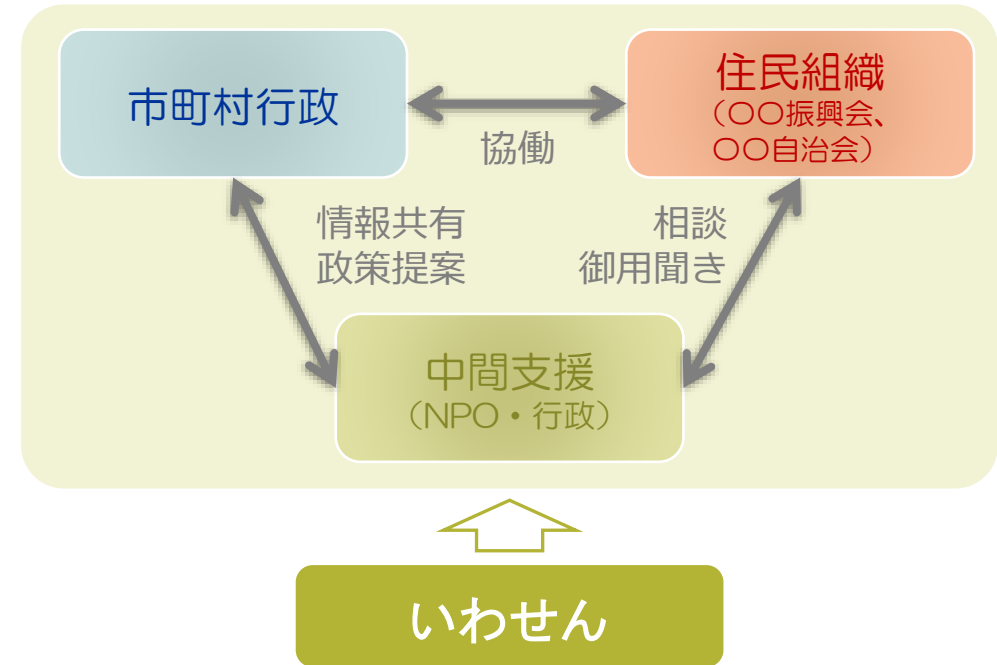 市町村行政
住民組織
（〇〇振興会、
〇〇自治会）
協働
情報共有
政策提案
相談
御用聞き
中間支援
（NPO・行政）
いわせん